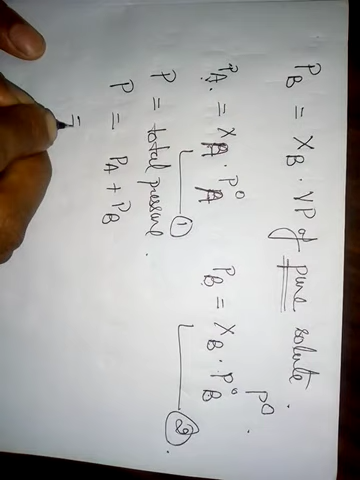 P_B = X_B . VP of pure solute
P_A = X_A . P°_A
①
P_B = X_B . P°_B
P°
②
P = total pressure.
P = P_A + P_B
=